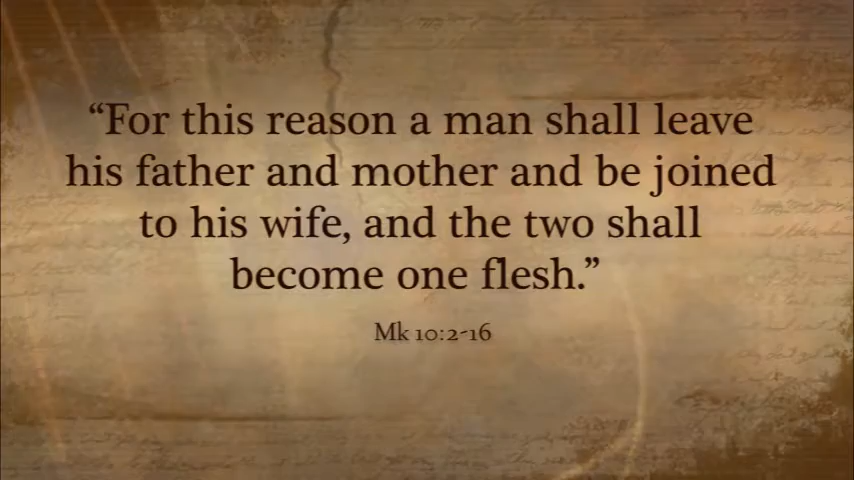 “For this reason a man shall leave
his father and mother and be joined
to his wife, and the two shall
become one flesh.”
Mk 10:2-16